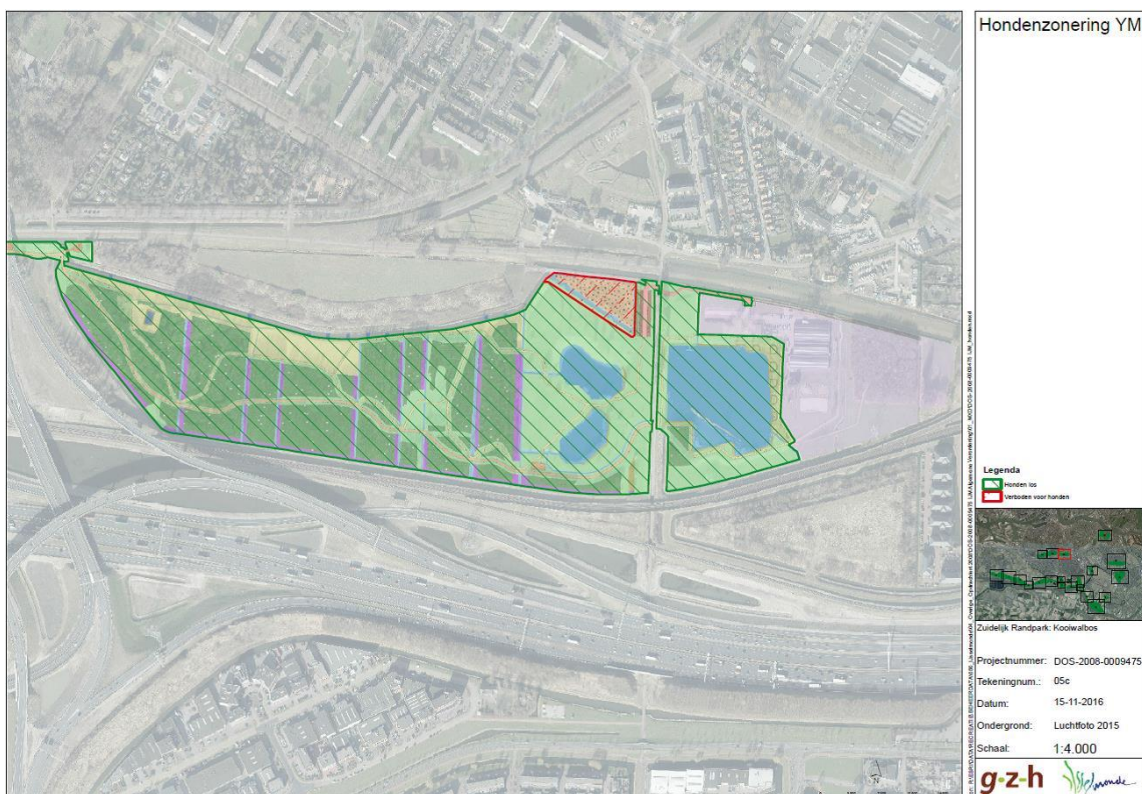 Hondenzonering YM
Legenda
Honden los
Verboden voor honden
Zuidelijk Randpark: Kooiwalbos
Projectnummer: DOS-2008-0009475
Tekeningnum.: 05c
Datum: 15-11-2016
Ondergrond: Luchtfoto 2015
Schaal: 1:4.000
g-z-h